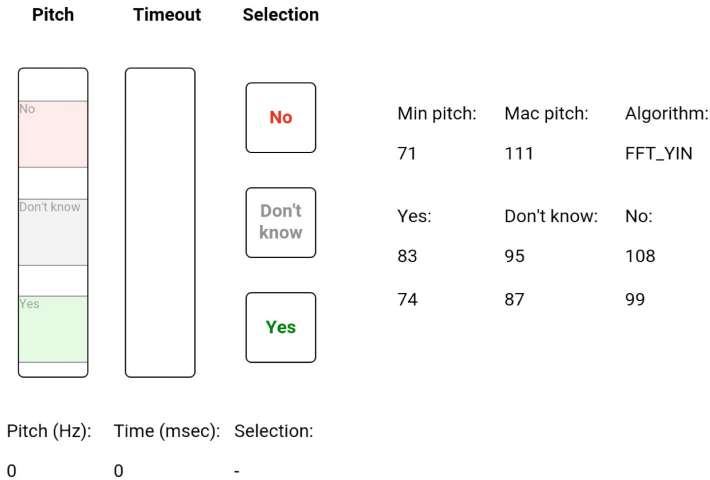 Pitch Timeout Selection
No
Don't know
Yes
No
Don't
know
Yes
Min pitch: Mac pitch: Algorithm:
71 111 FFT_YIN
Yes: Don't know: No:
83 95 108
74 87 99
Pitch (Hz): Time (msec): Selection:
0 0 -